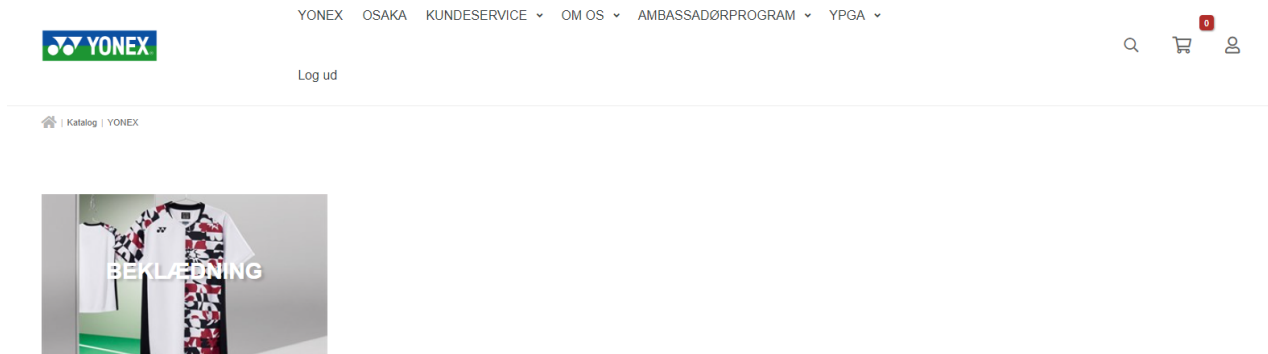 YONEX OSAKA KUNDESERVICE OM OS AMBASSADØRPROGRAM YPGA
0
YONEX
Log ud
| Katalog | YONEX
BEKLÆDNING